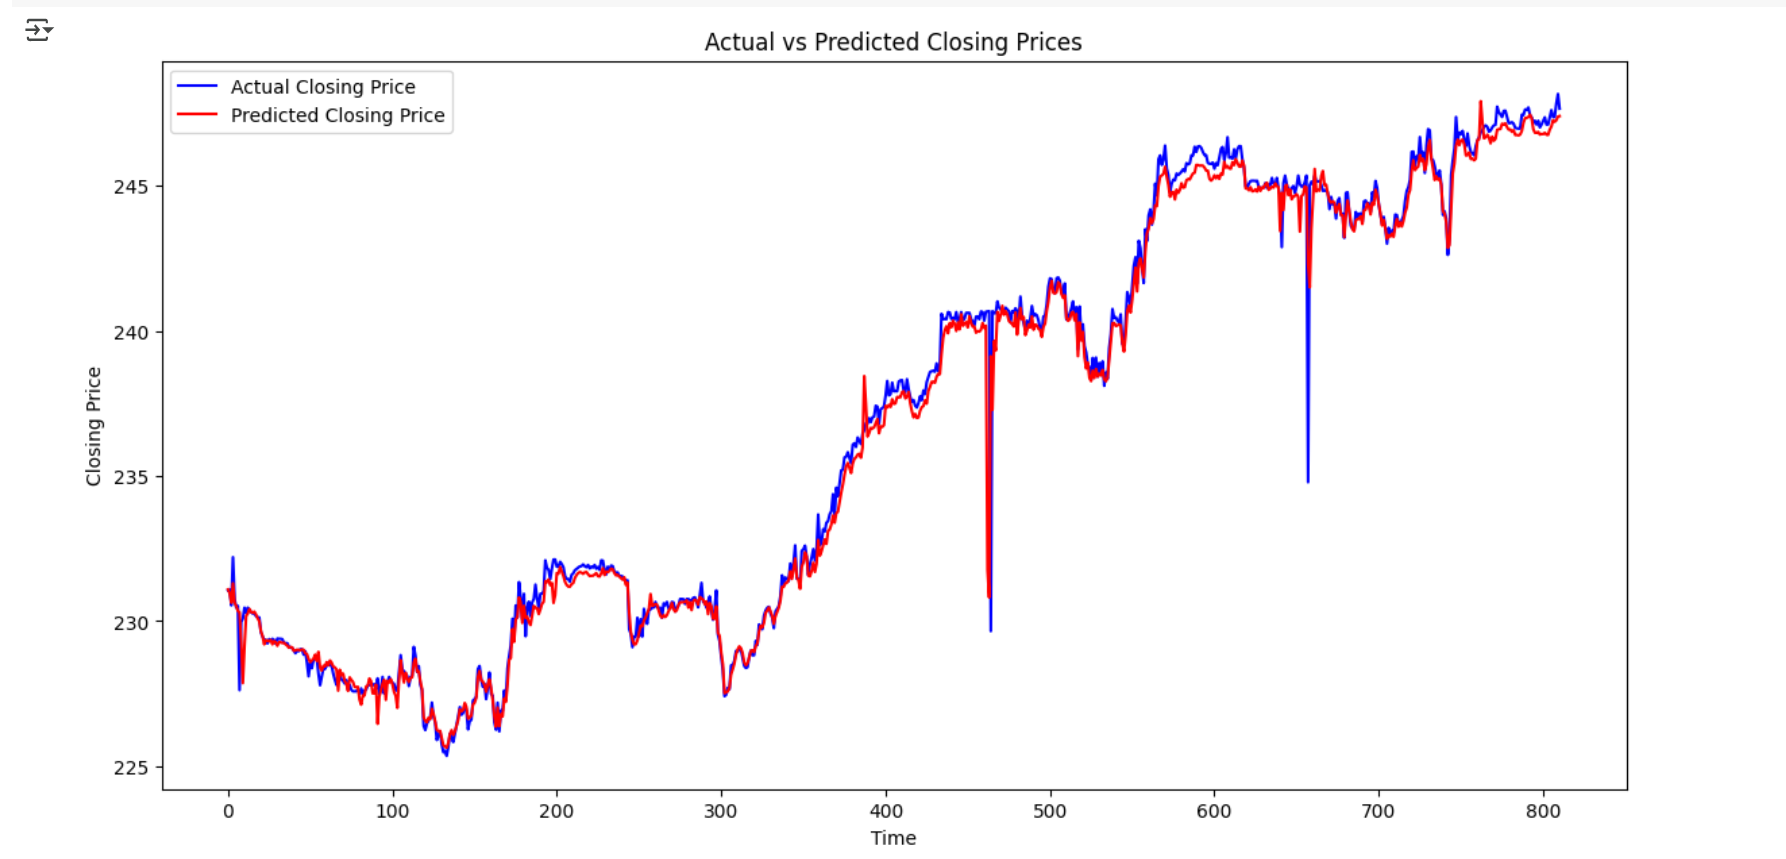 Actual vs Predicted Closing Prices
Actual Closing Price
Predicted Closing Price
245
240
235
230
225
Closing Price
0 100 200 300 400 500 600 700 800
Time